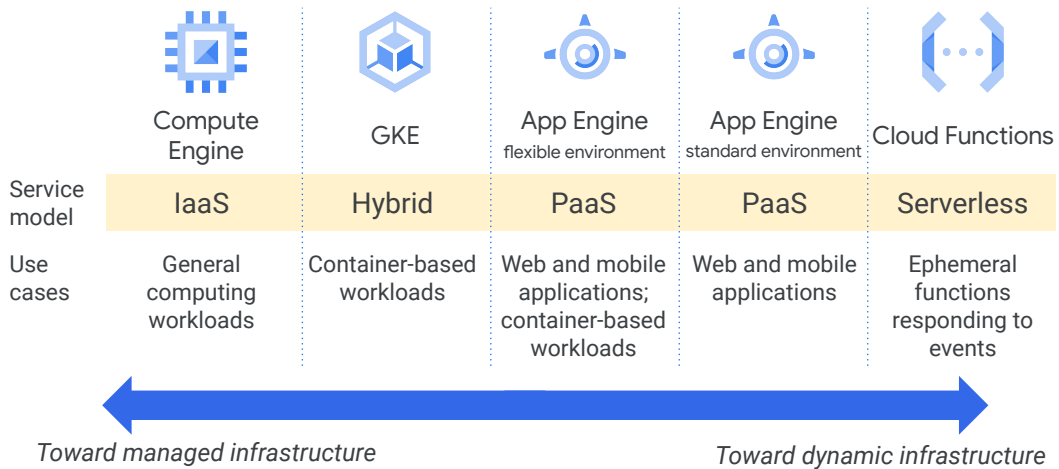 Compute
Engine
GKE
App Engine
flexible environment
App Engine
standard environment
Cloud Functions
Service
model
IaaS
Hybrid
PaaS
PaaS
Serverless
Use
cases
General
computing
workloads
Container-based
workloads
Web and mobile
applications;
container-based
workloads
Web and mobile
applications
Ephemeral
functions
responding to
events
Toward managed infrastructure
Toward dynamic infrastructure